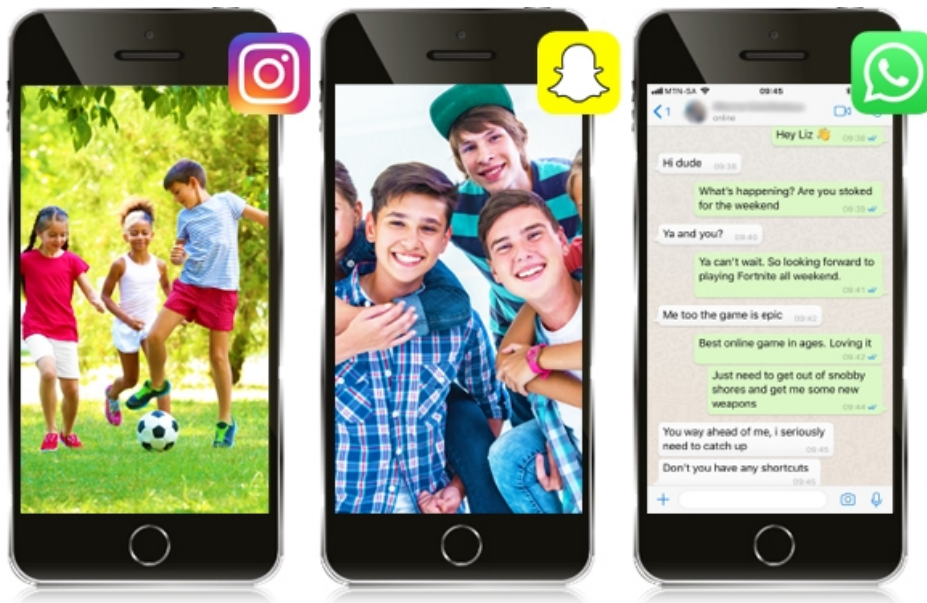 MTN-SA 09:45
1
online
Hey Liz 👋 09:38
Hi dude 09:38
What's happening? Are you stoked
for the weekend
09:39
Ya and you? 09:40
Ya can't wait. So looking forward to
playing Fortnite all weekend.
09:41
Me too the game is epic 09:42
Best online game in ages. Loving it
09:42
Just need to get out of snobby
shores and get me some new
weapons
09:44
You way ahead of me, i seriously
need to catch up 09:45
Don't you have any shortcuts
09:45